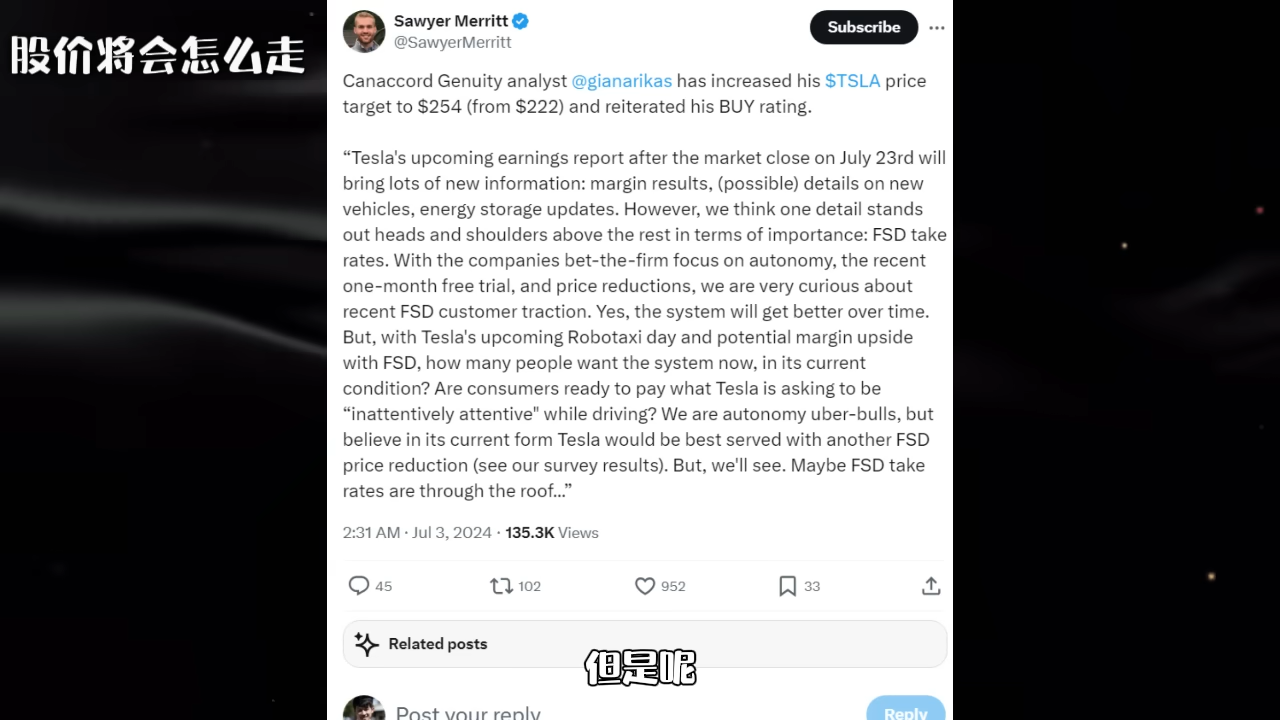 股价将会怎么走
Sawyer Merritt
@SawyerMerritt
Subscribe
Canaccord Genuity analyst @gianarikas has increased his $TSLA price
target to $254 (from $222) and reiterated his BUY rating.
“Tesla's upcoming earnings report after the market close on July 23rd will
bring lots of new information: margin results, (possible) details on new
vehicles, energy storage updates. However, we think one detail stands
out heads and shoulders above the rest in terms of importance: FSD take
rates. With the companies bet-the-firm focus on autonomy, the recent
one-month free trial, and price reductions, we are very curious about
recent FSD customer traction. Yes, the system will get better over time.
But, with Tesla's upcoming Robotaxi day and potential margin upside
with FSD, how many people want the system now, in its current
condition? Are consumers ready to pay what Tesla is asking to be
“inattentively attentive" while driving? We are autonomy uber-bulls, but
believe in its current form Tesla would be best served with another FSD
price reduction (see our survey results). But, we'll see. Maybe FSD take
rates are through the roof...”
2:31 AM · Jul 3, 2024 · 135.3K Views
45 102 952 33
Related posts
但是呢
Post your reply
Reply